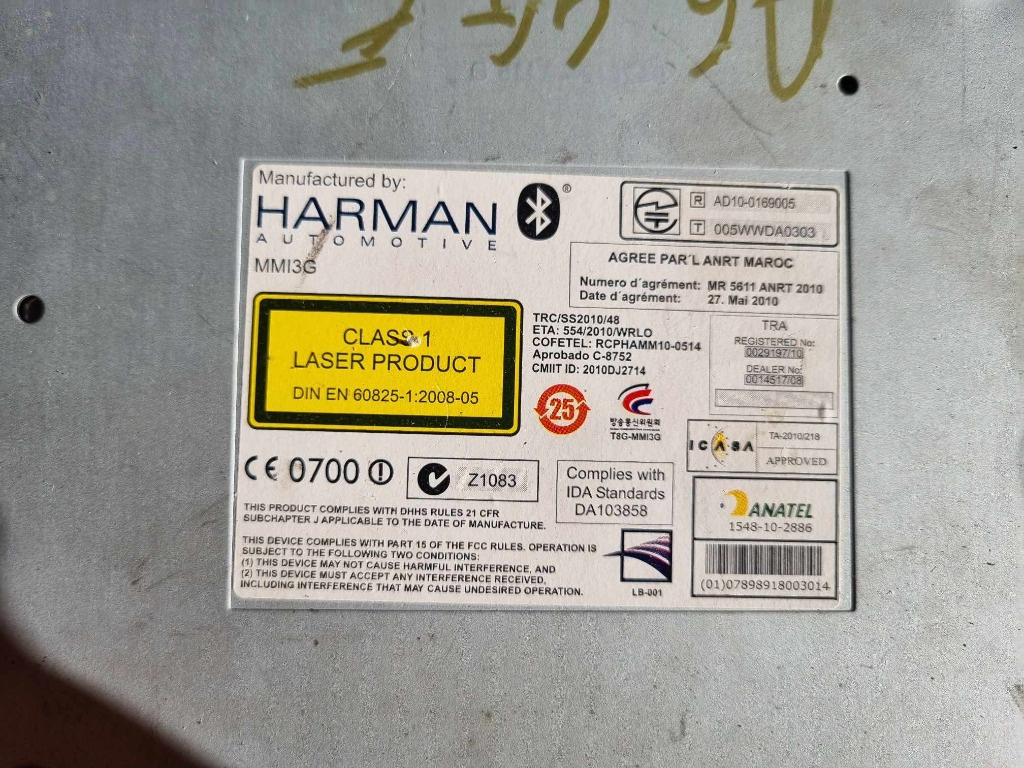 Manufactured by:
HARMAN
AUTOMOTIVE
MMI3G
CLASS 1
LASER PRODUCT
DIN EN 60825-1:2008-05
®
R AD10-0169005
T 005WWDA0303
AGREE PAR´L ANRT MAROC
Numero d´agrément: MR 5611 ANRT 2010
Date d´agrément: 27. Mai 2010
TRC/SS2010/48
ETA: 554/2010/WRLO
COFETEL: RCPHAMM10-0514
Aprobado C-8752
CMIIT ID: 2010DJ2714
TRA
REGISTERED No:
0029197/10
DEALER No:
0014517/08
25
방송통신위원회
T8G-MMI3G
ICASA
TA-2010/218
APPROVED
CE 0700
Z1083
Complies with
IDA Standards
DA103858
ANATEL
1548-10-2886
(01)07898918003014
THIS PRODUCT COMPLIES WITH DHHS RULES 21 CFR
SUBCHAPTER J APPLICABLE TO THE DATE OF MANUFACTURE.
THIS DEVICE COMPLIES WITH PART 15 OF THE FCC RULES. OPERATION IS
SUBJECT TO THE FOLLOWING TWO CONDITIONS:
(1) THIS DEVICE MAY NOT CAUSE HARMFUL INTERFERENCE, AND
(2) THIS DEVICE MUST ACCEPT ANY INTERFERENCE RECEIVED,
INCLUDING INTERFERENCE THAT MAY CAUSE UNDESIRED OPERATION.
LB-001